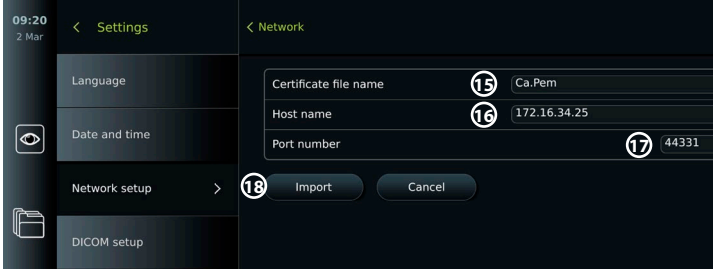 09:20
2 Mar
Settings
Language
Date and time
Network setup
DICOM setup
Network
Certificate file name 15 Ca.Pem
Host name 16 172.16.34.25
Port number 17 44331
18 Import Cancel